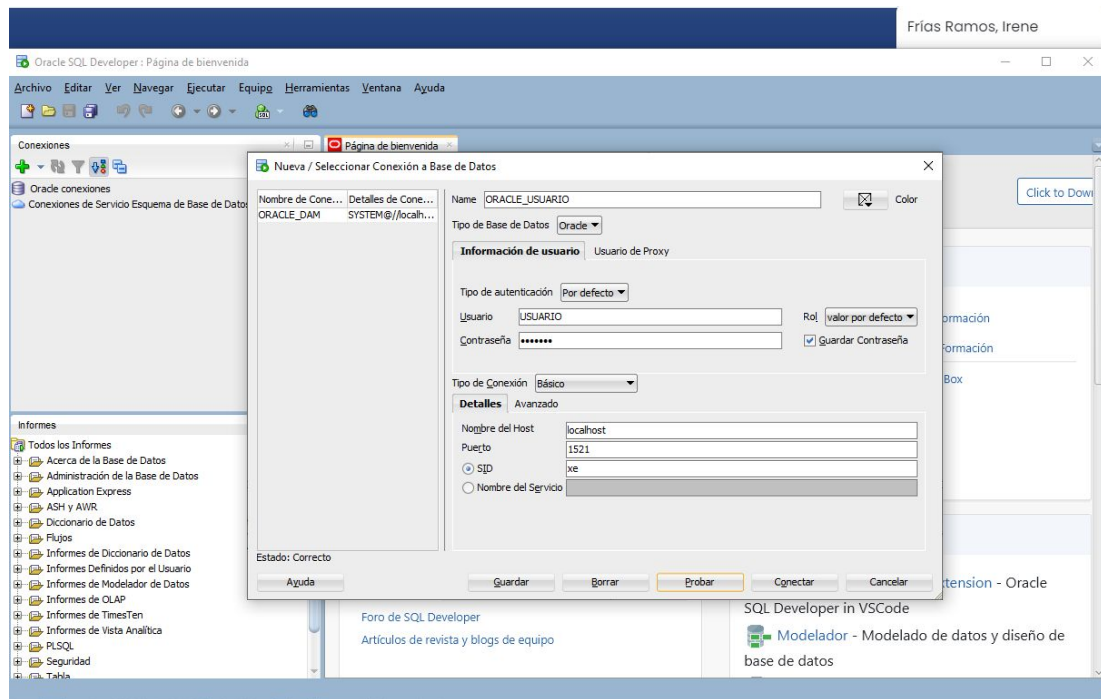 Frías Ramos, Irene
Oracle SQL Developer : Página de bienvenida
Archivo Editar Ver Navegar Ejecutar Equipo Herramientas Ventana Ayuda
Conexiones
Página de bienvenida
Oracle conexiones
Conexiones de Servicio Esquema de Base de Dato
Nueva / Seleccionar Conexión a Base de Datos
Nombre de Cone... Detalles de Cone...
ORACLE_DAM SYSTEM@//localh...
Name ORACLE_USUARIO Color
Tipo de Base de Datos Oracle
Información de usuario Usuario de Proxy
Tipo de autenticación Por defecto
Usuario USUARIO Rol valor por defecto
Contraseña ••••••• Guardar Contraseña
Tipo de Conexión Básico
Detalles Avanzado
Nombre del Host localhost
Puerto 1521
SID xe
Nombre del Servicio
Estado: Correcto
Ayuda Guardar Borrar Probar Conectar Cancelar
Click to Down
ormación
Formación
Box
Informes
Todos los Informes
Acerca de la Base de Datos
Administración de la Base de Datos
Application Express
ASH y AWR
Diccionario de Datos
Flujos
Informes de Diccionario de Datos
Informes Definidos por el Usuario
Informes de Modelador de Datos
Informes de OLAP
Informes de TimesTen
Informes de Vista Analítica
PLSQL
Seguridad
Tabla
Foro de SQL Developer
Artículos de revista y blogs de equipo
xtension - Oracle
SQL Developer in VSCode
Modelador - Modelado de datos y diseño de
base de datos